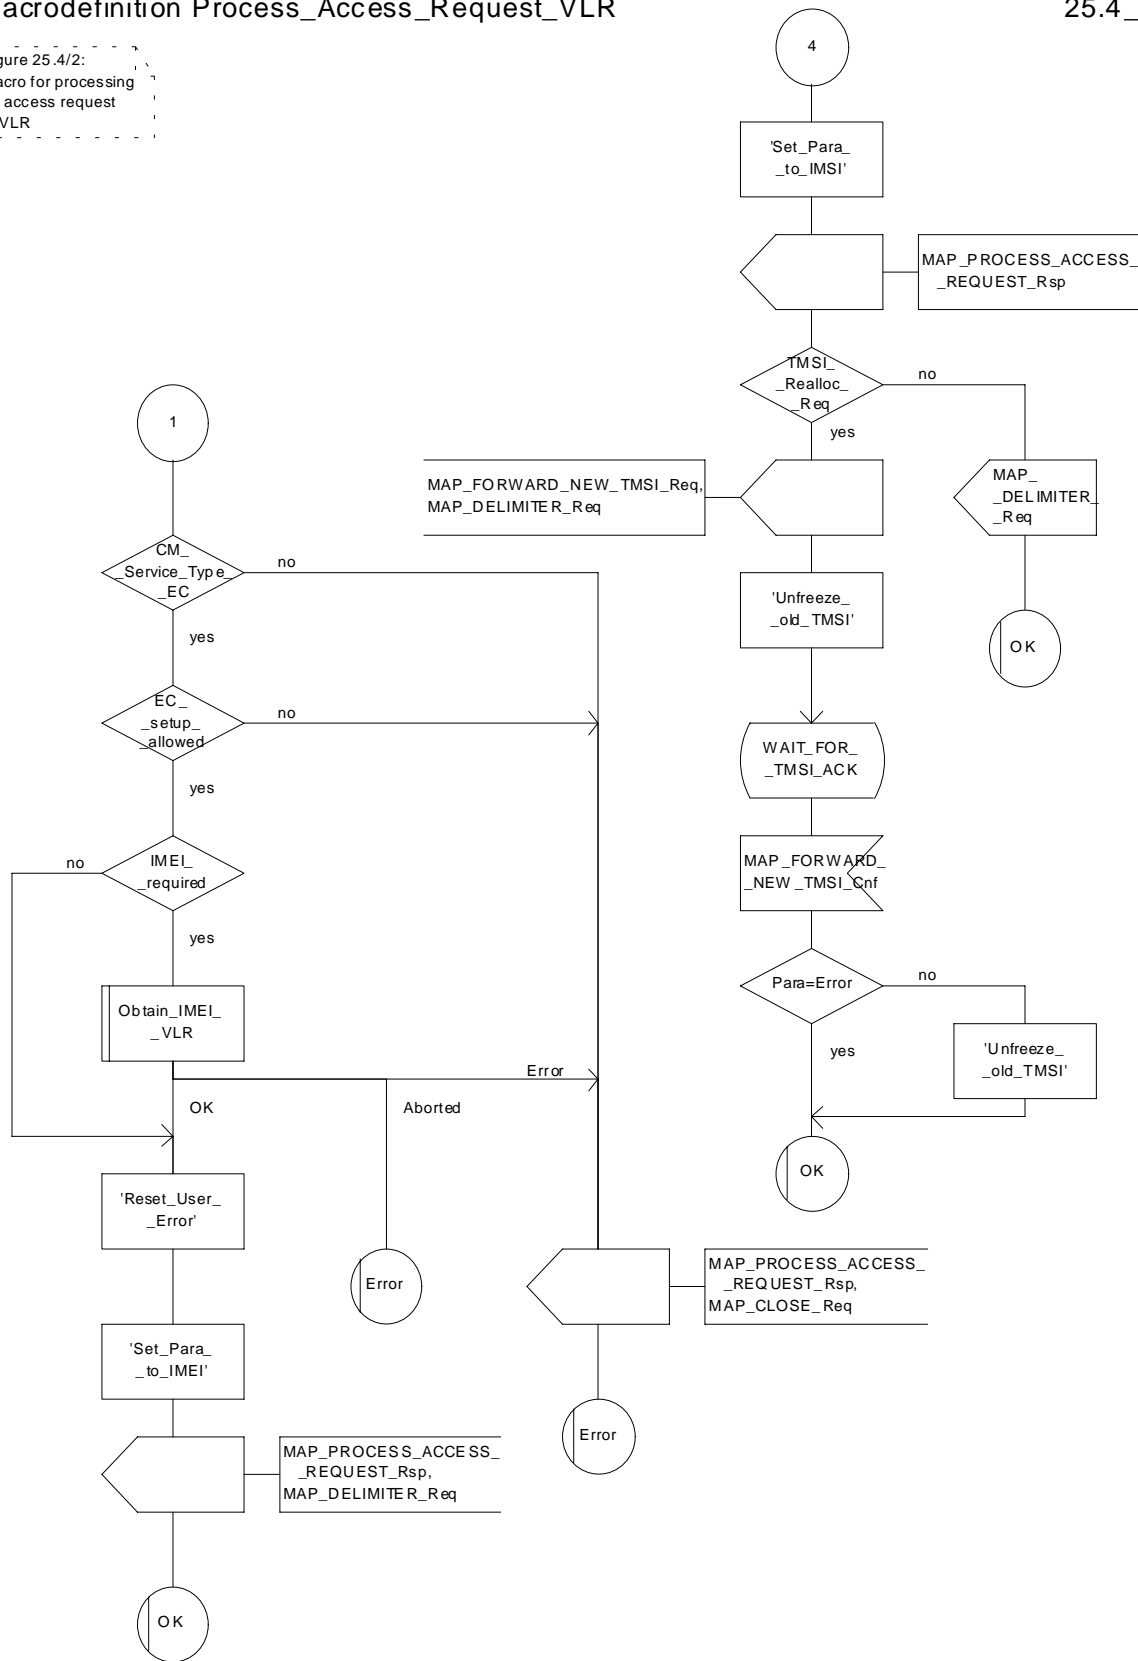 acrodefinition Process_Access_Request_VLR
25.4_
gure 25.4/2:
acro for processing
access request
VLR
4
'Set_Para_
_to_IMSI'
MAP_PROCESS_ACCESS_
_REQUEST_Rsp
TMSI_
_Realloc_
_Req
no
yes
MAP_FORWARD_NEW_TMSI_Req,
MAP_DELIMITER_Req
MAP_
_DELIMITER_
_Req
'Unfreeze_
_old_TMSI'
OK
WAIT_FOR_
_TMSI_ACK
MAP_FORWARD_
_NEW_TMSI_Cnf
Para=Error
no
yes
'Unfreeze_
_old_TMSI'
OK
1
CM_
_Service_Type_
_EC
no
yes
EC_
_setup_
_allowed
no
yes
IMEI_
_required
no
yes
Obtain_IMEI_
_VLR
Error
OK
Aborted
'Reset_User_
_Error'
Error
MAP_PROCESS_ACCESS_
_REQUEST_Rsp,
MAP_CLOSE_Req
'Set_Para_
_to_IMEI'
Error
MAP_PROCESS_ACCESS_
_REQUEST_Rsp,
MAP_DELIMITER_Req
OK